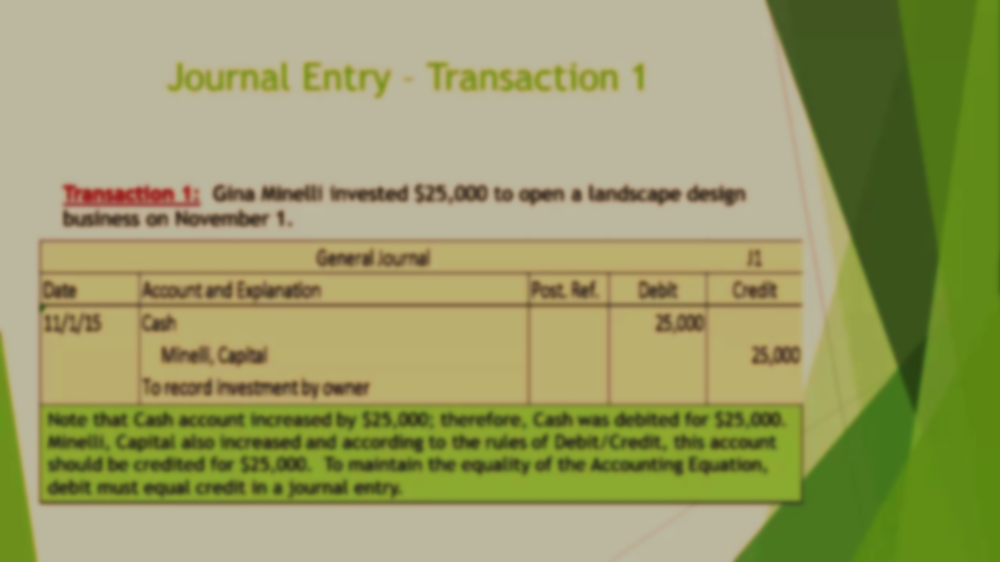 Journal Entry – Transaction 1
Transaction 1: Gina Minelli invested $25,000 to open a landscape design
business on November 1.
General Journal J1
Date Account and Explanation Post. Ref. Debit Credit
11/1/15 Cash 25,000
Minelli, Capital 25,000
To record investment by owner
Note that Cash account increased by $25,000; therefore, Cash was debited for $25,000.
Minelli, Capital also increased and according to the rules of Debit/Credit, this account
should be credited for $25,000. To maintain the equality of the Accounting Equation,
debit must equal credit in a journal entry.